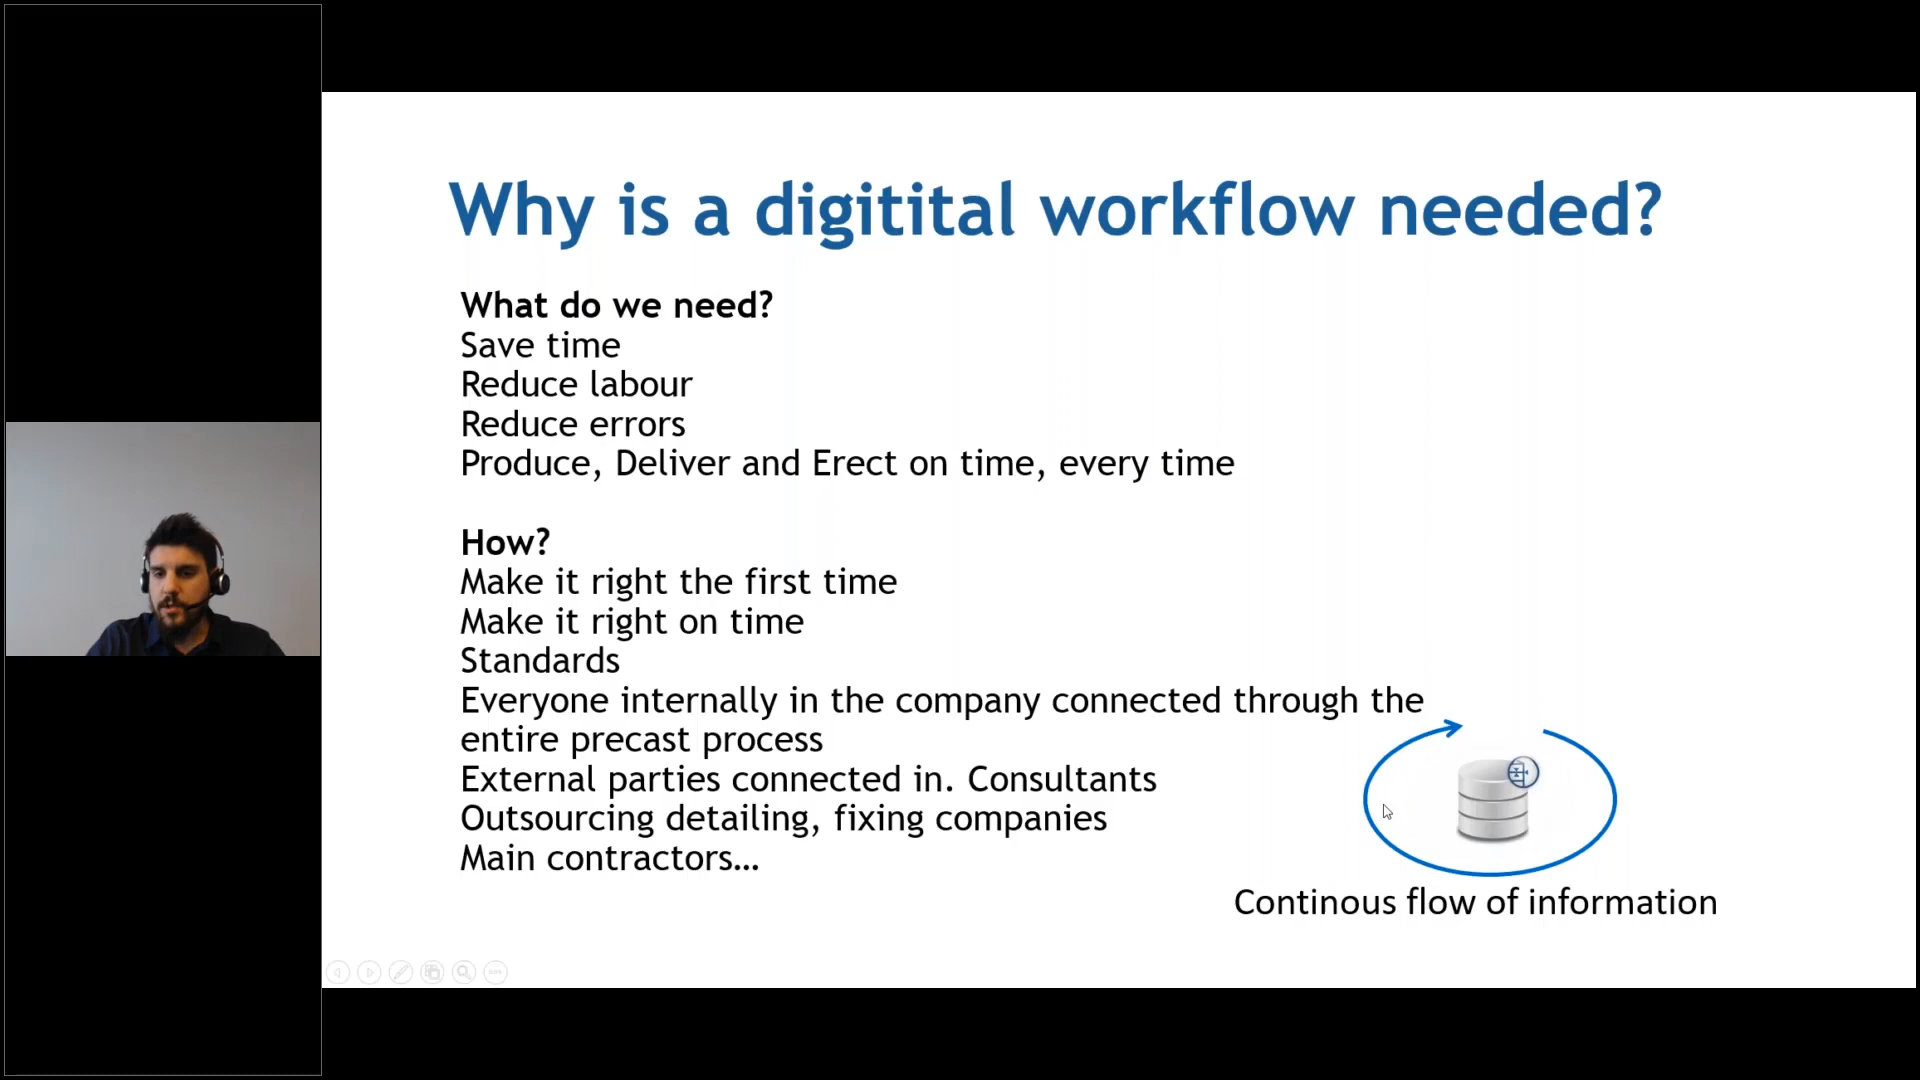 Why is a digitital workflow needed?
What do we need?
Save time
Reduce labour
Reduce errors
Produce, Deliver and Erect on time, every time
How?
Make it right the first time
Make it right on time
Standards
Everyone internally in the company connected through the
entire precast process
External parties connected in. Consultants
Outsourcing detailing, fixing companies
Main contractors...
Continous flow of information